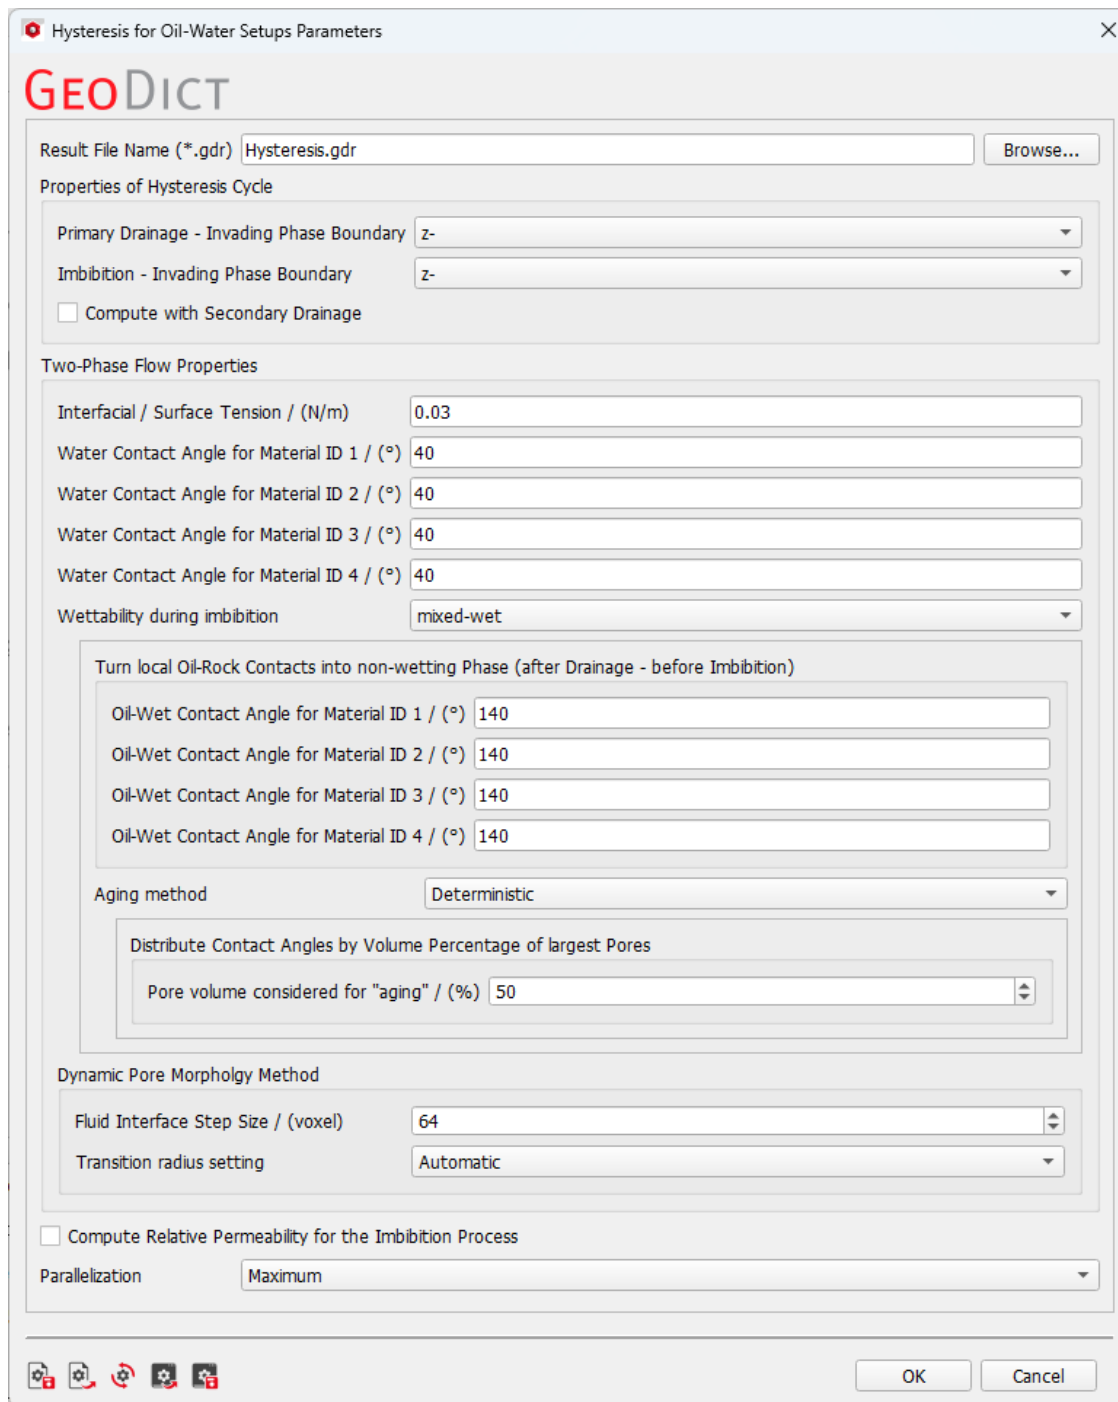 Hysteresis for Oil-Water Setups Parameters
GEODICT
Result File Name (*.gdr) Hysteresis.gdr Browse...
Properties of Hysteresis Cycle
Primary Drainage - Invading Phase Boundary z-
Imbibition - Invading Phase Boundary z-
Compute with Secondary Drainage
Two-Phase Flow Properties
Interfacial / Surface Tension / (N/m) 0.03
Water Contact Angle for Material ID 1 / (°) 40
Water Contact Angle for Material ID 2 / (°) 40
Water Contact Angle for Material ID 3 / (°) 40
Water Contact Angle for Material ID 4 / (°) 40
Wettability during imbibition mixed-wet
Turn local Oil-Rock Contacts into non-wetting Phase (after Drainage - before Imbibition)
Oil-Wet Contact Angle for Material ID 1 / (°) 140
Oil-Wet Contact Angle for Material ID 2 / (°) 140
Oil-Wet Contact Angle for Material ID 3 / (°) 140
Oil-Wet Contact Angle for Material ID 4 / (°) 140
Aging method Deterministic
Distribute Contact Angles by Volume Percentage of largest Pores
Pore volume considered for "aging" / (%) 50
Dynamic Pore Morpholgy Method
Fluid Interface Step Size / (voxel) 64
Transition radius setting Automatic
Compute Relative Permeability for the Imbibition Process
Parallelization Maximum
OK Cancel